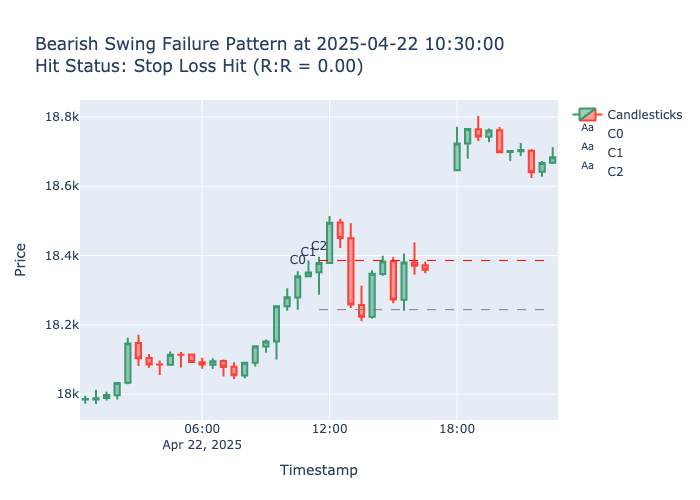 Bearish Swing Failure Pattern at 2025-04-22 10:30:00
Hit Status: Stop Loss Hit (R:R = 0.00)
18.8k
18.6k
18.4k
18.2k
18k
Price
C0
C1
C2
06:00
12:00
18:00
Apr 22, 2025
Timestamp
Candlesticks
Aa C0
Aa C1
Aa C2